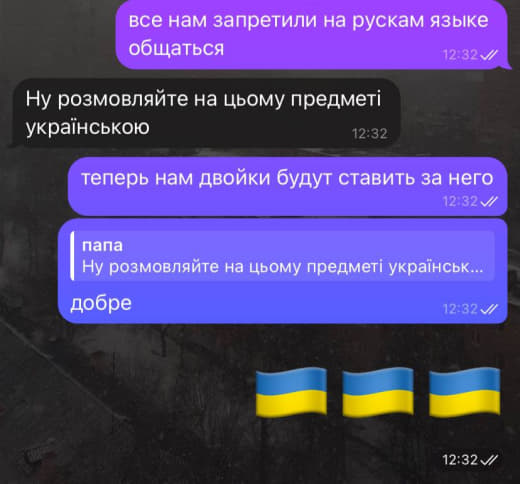 все нам запретили на рускам языке
общаться
12:32
Ну розмовляйте на цьому предметі
українською
12:32
теперь нам двойки будут ставить за него
12:32
папа
Ну розмовляйте на цьому предметі українськ...
добре
12:32
🇺🇦 🇺🇦 🇺🇦
12:32